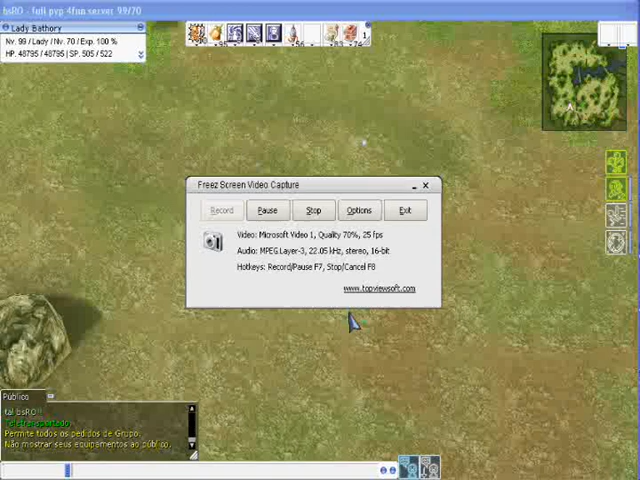 bsRO - full pvp 4fun server 99/70
Lady Bathory
Nv. 99 / Lady / Nv. 70 / Exp. 100 %
HP. 48795 / 48795 | SP. 505 / 522
Freez Screen Video Capture
Record
Pause
Stop
Options
Exit
Video: Microsoft Video 1, Quality 70%, 25 fps
Audio: MPEG Layer-3, 22.05 kHz, stereo, 16-bit
Hotkeys: Record/Pause F7, Stop/Cancel F8
www.topviewsoft.com
Público
tal bsRO!!
Permite todos os pedidos de Grupo.
Não mostrar seus equipamentos ao público.